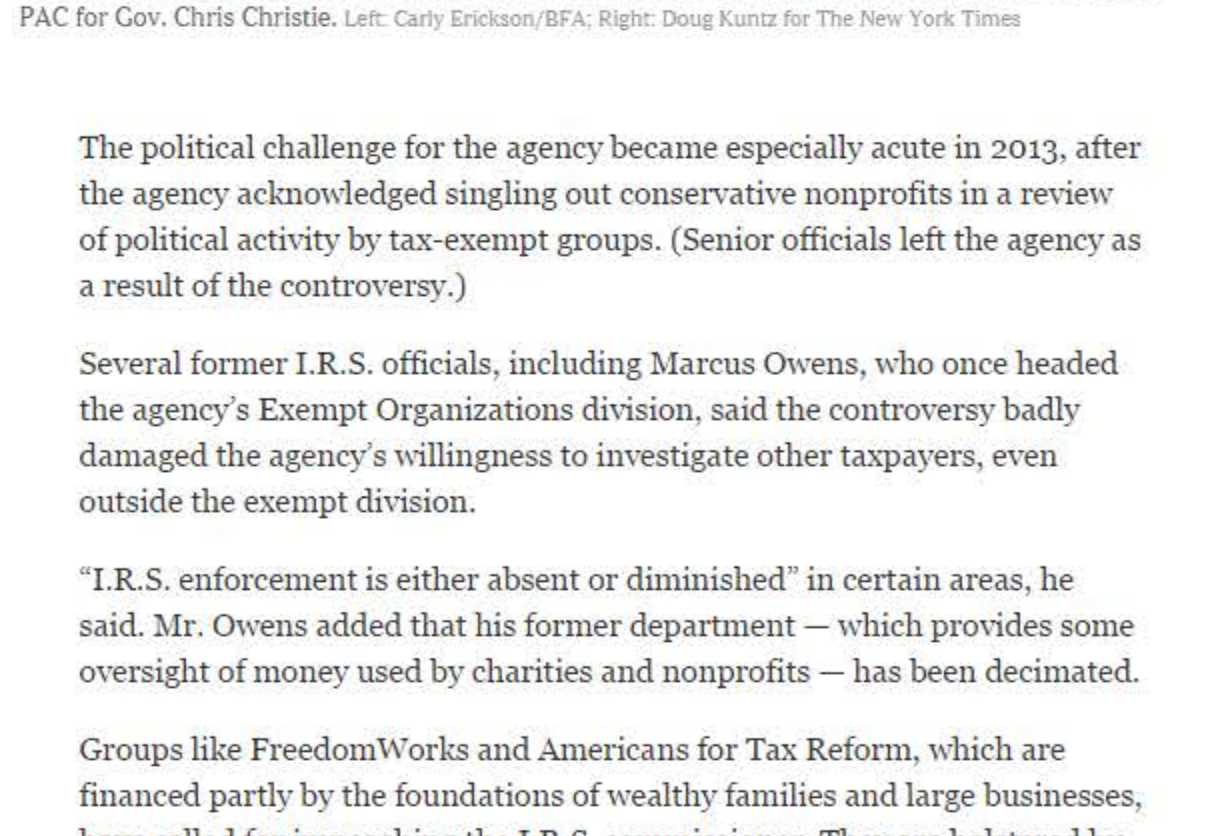 PAC for Gov. Chris Christie. Left: Carly Erickson/BFA; Right: Doug Kuntz for The New York Times
The political challenge for the agency became especially acute in 2013, after
the agency acknowledged singling out conservative nonprofits in a review
of political activity by tax-exempt groups. (Senior officials left the agency as
a result of the controversy.)
Several former I.R.S. officials, including Marcus Owens, who once headed
the agency’s Exempt Organizations division, said the controversy badly
damaged the agency’s willingness to investigate other taxpayers, even
outside the exempt division.
“I.R.S. enforcement is either absent or diminished” in certain areas, he
said. Mr. Owens added that his former department — which provides some
oversight of money used by charities and nonprofits — has been decimated.
Groups like FreedomWorks and Americans for Tax Reform, which are
financed partly by the foundations of wealthy families and large businesses,